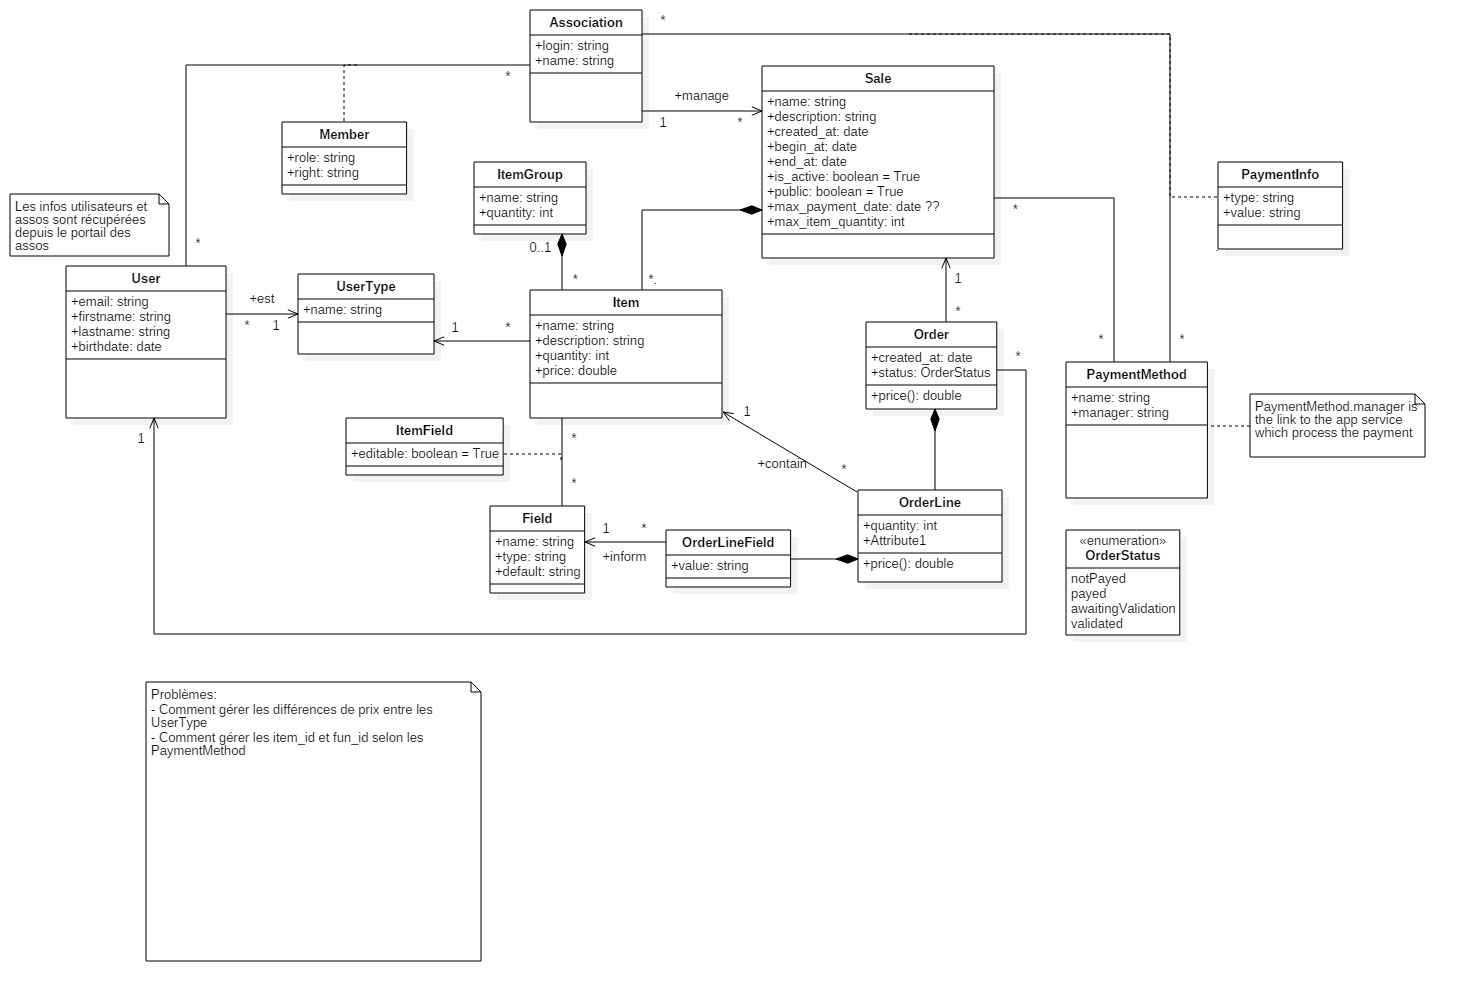 Association
+login: string
+name: string
*
*
+manage
1
*
Sale
+name: string
+description: string
+created_at: date
+begin_at: date
+end_at: date
+is_active: boolean = True
+public: boolean = True
+max_payment_date: date ??
+max_item_quantity: int
Member
+role: string
+right: string
ItemGroup
+name: string
+quantity: int
0..1
*
*.
PaymentInfo
+type: string
+value: string
*
Les infos utilisateurs et
assos sont récupérées
depuis le portail des
assos
*
User
+email: string
+firstname: string
+lastname: string
+birthdate: date
+est
*
1
UserType
+name: string
1
*
Item
+name: string
+description: string
+quantity: int
+price: double
1
*
Order
+created_at: date
+status: OrderStatus
+price(): double
*
*
*
PaymentMethod
+name: string
+manager: string
PaymentMethod.manager is
the link to the app service
which process the payment
1
ItemField
+editable: boolean = True
*
*
1
+contain
*
OrderLine
+quantity: int
+Attribute1
+price(): double
Field
+name: string
+type: string
+default: string
1
*
+inform
OrderLineField
+value: string
«enumeration»
OrderStatus
notPayed
payed
awaitingValidation
validated
Problèmes:
- Comment gérer les différences de prix entre les
UserType
- Comment gérer les item_id et fun_id selon les
PaymentMethod